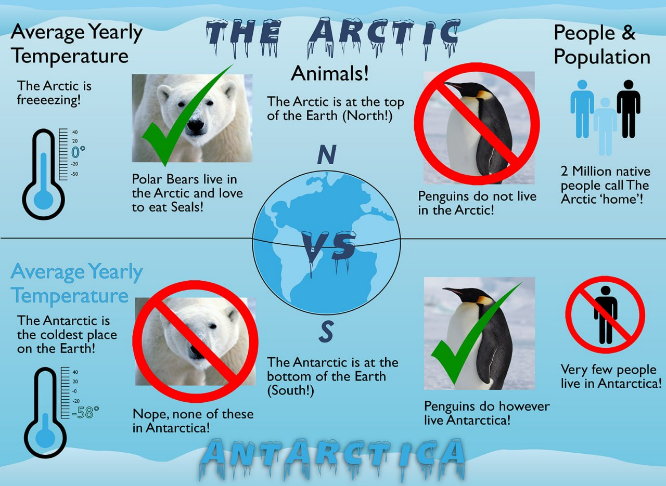 THE ARCTIC
Average Yearly
Temperature
The Arctic is
freeeezing!
40
20
0°
-20
-50
Polar Bears live in
the Arctic and love
to eat Seals!
Animals!
The Arctic is at the top
of the Earth (North!)
N
Penguins do not live
in the Arctic!
People &
Population
2 Million native
people call The
Arctic 'home'!
VS
Average Yearly
Temperature
The Antarctic is
the coldest place
on the Earth!
40
20
0
-20
-58°
Nope, none of these
in Antarctica!
S
The Antarctic is at the
bottom of the Earth
(South!)
Penguins do however
live Antarctica!
Very few people
live in Antarctica!
ANTARCTICA